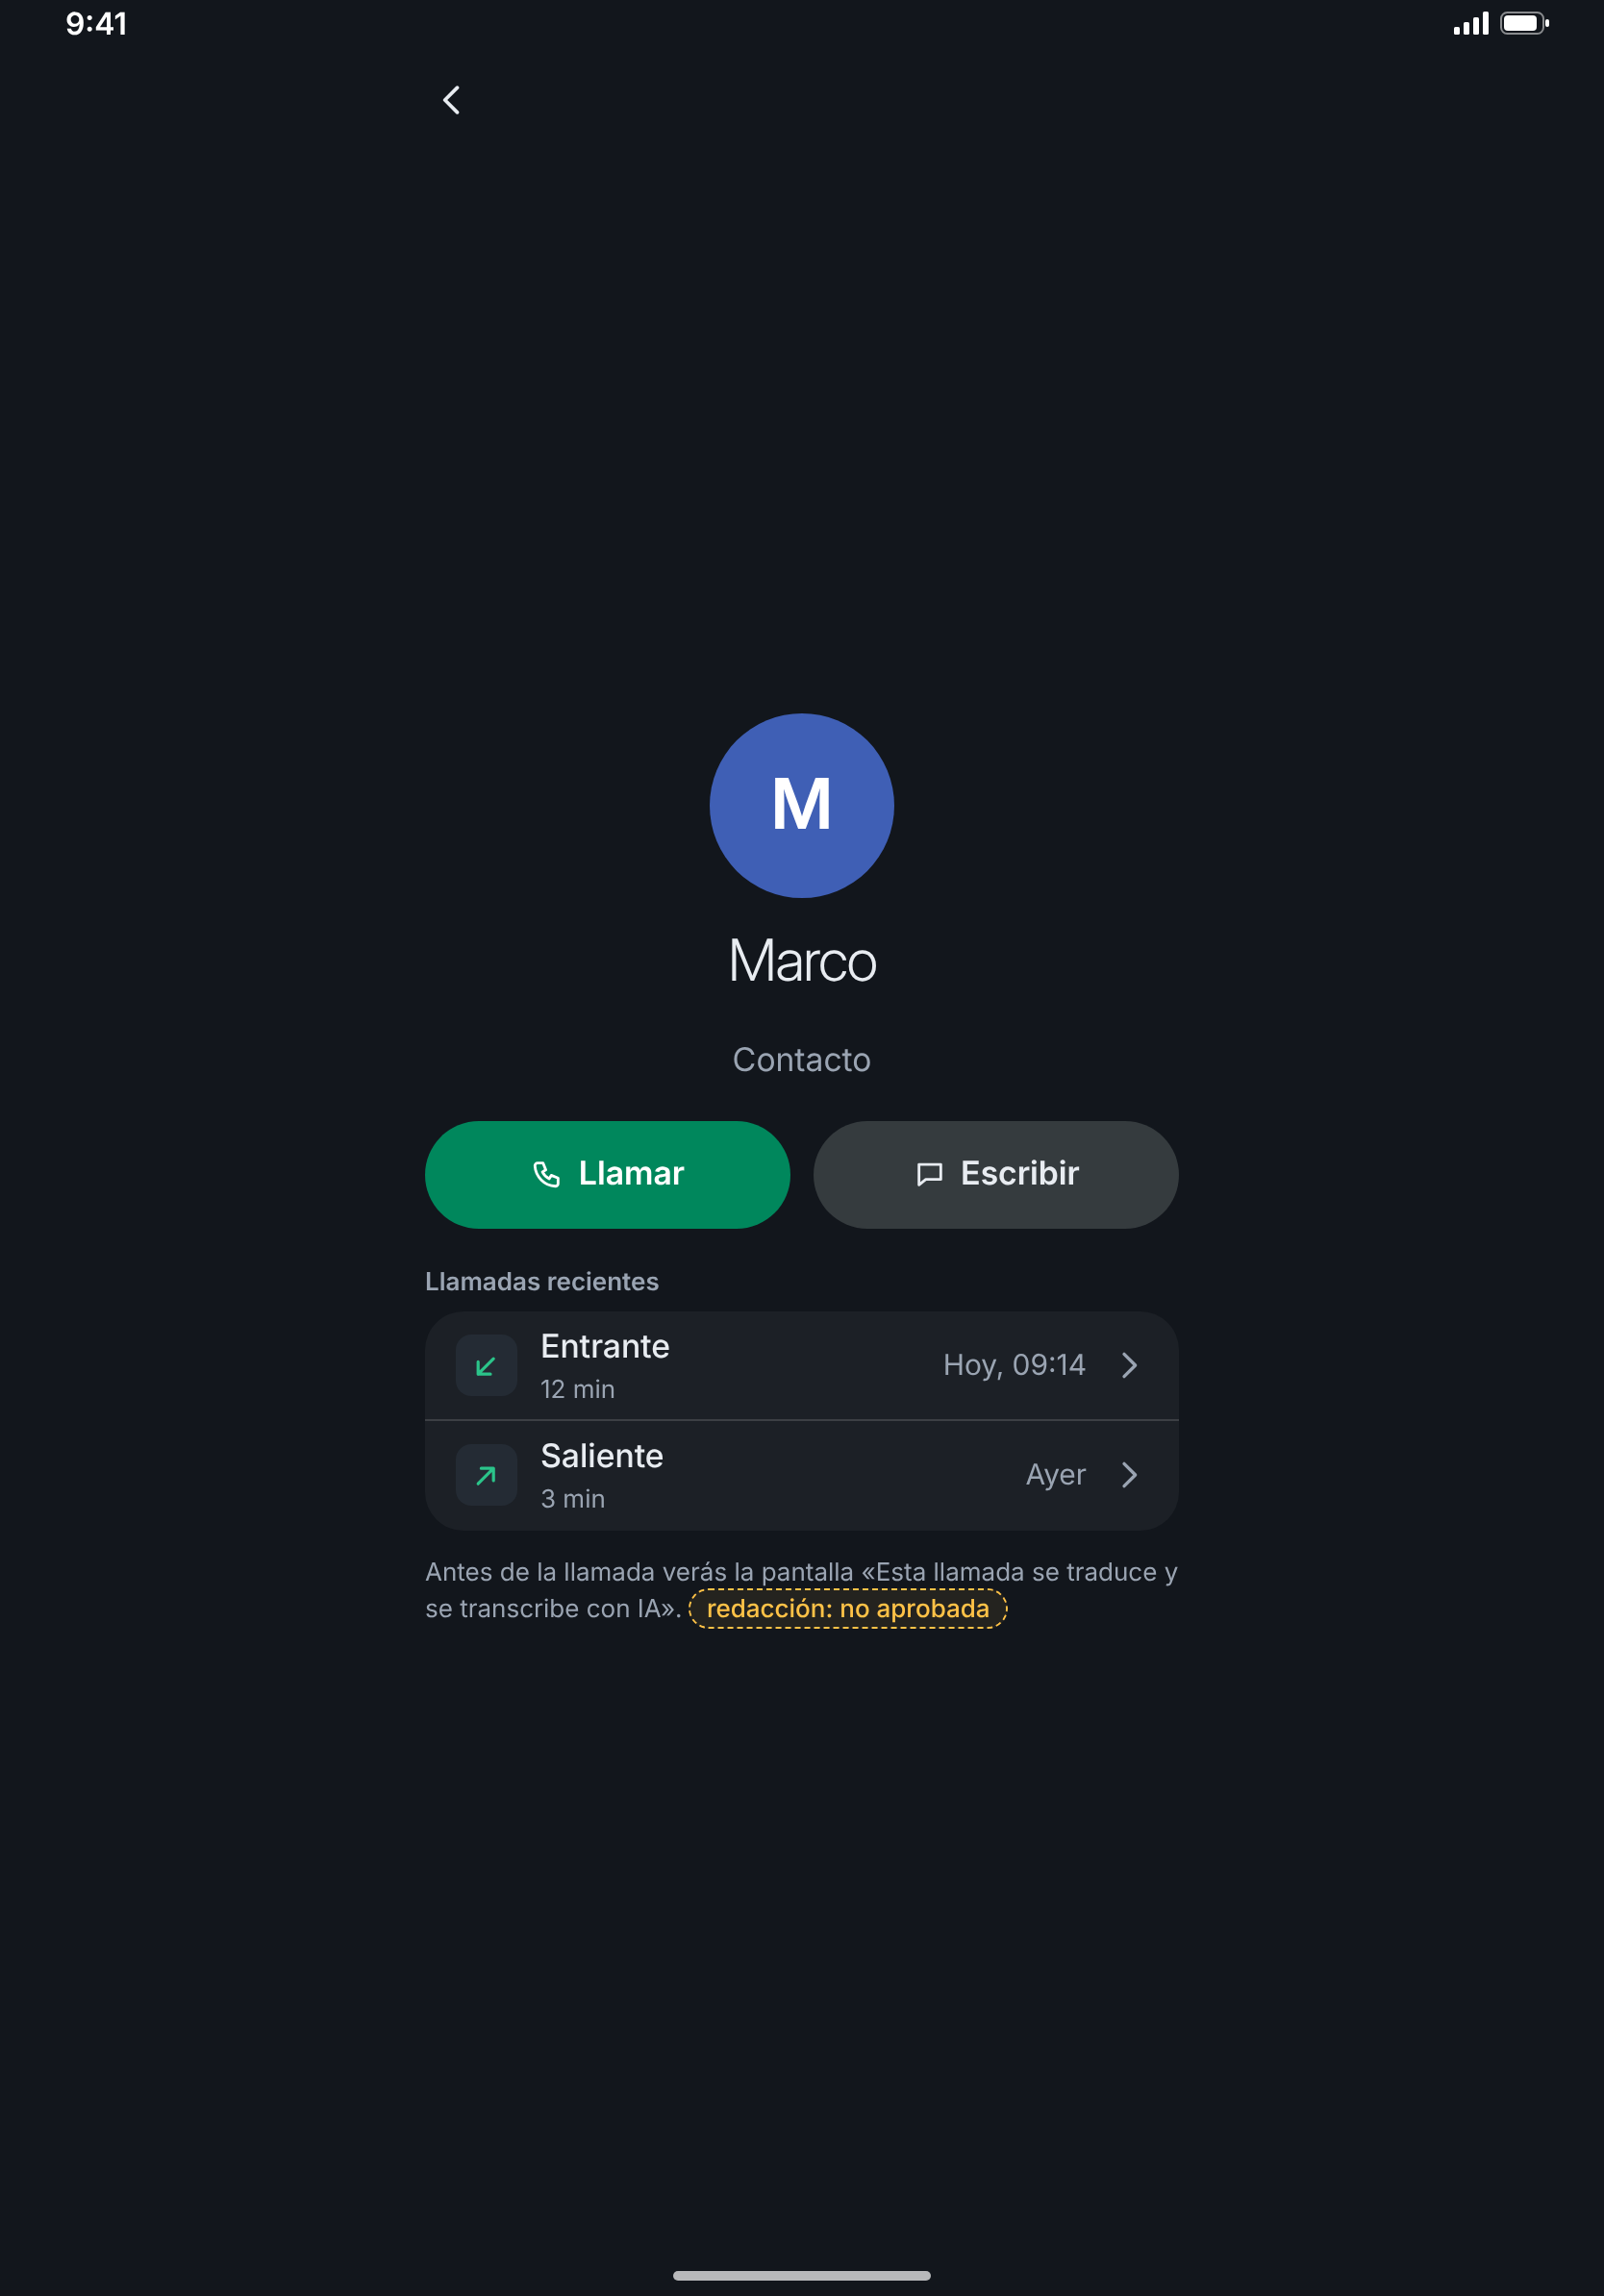 9:41
M
Marco
Contacto
Llamar
Escribir
Llamadas recientes
Entrante
12 min
Hoy, 09:14
Saliente
3 min
Ayer
Antes de la llamada verás la pantalla «Esta llamada se traduce y
se transcribe con IA». redacción: no aprobada